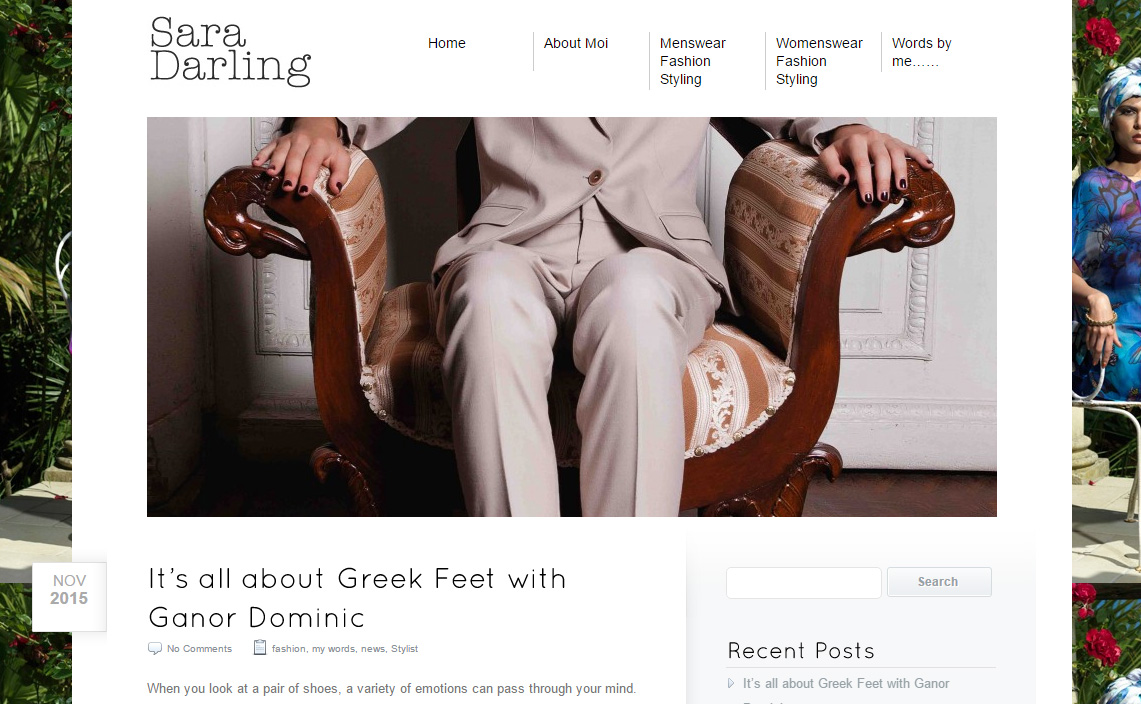 Sara
Darling
Home
About Moi
Menswear
Fashion
Styling
Womenswear
Fashion
Styling
Words by
me……
NOV
2015
It's all about Greek Feet with
Ganor Dominic
No Comments
fashion, my words, news, Stylist
When you look at a pair of shoes, a variety of emotions can pass through your mind.
Search
Recent Posts
It's all about Greek Feet with Ganor